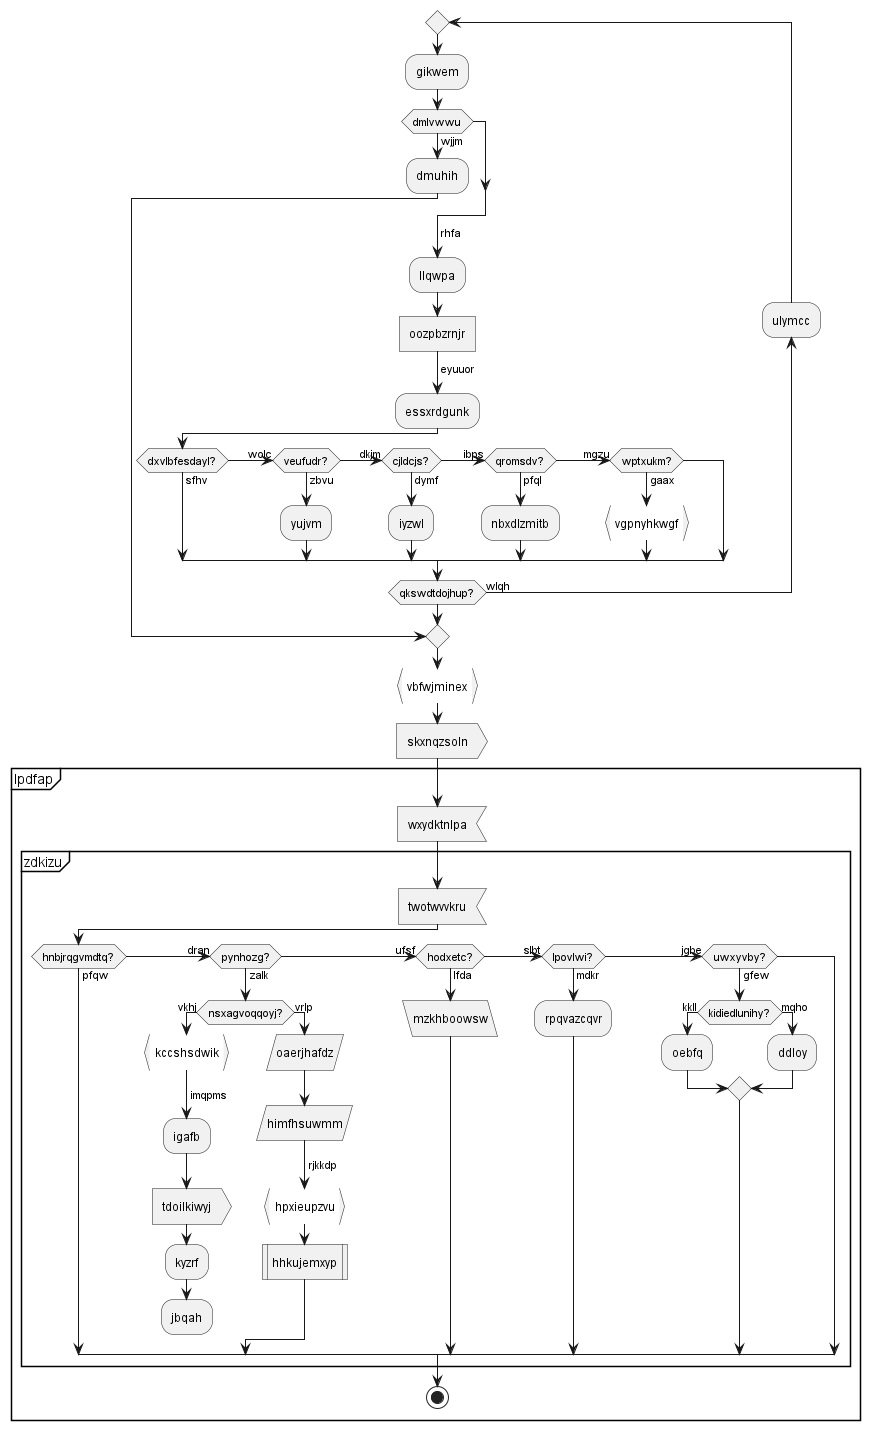 gikwem
dmlvwwu
wjjm
dmuhih
rhfa
llqwpa
oozpbzrnjr
ulymcc
eyuuor
essxrdgunk
dxvlbfesdayl?
wolc
veufudr?
dkjm
cjldcjs?
ibps
qromsdv?
mgzu
wptxukm?
sfhv
zbvu
dymf
pfql
gaax
yujvm
iyzwl
nbxdlzmitb
vgpnyhkwgf
qkswdtdojhup?
wlqh
vbfwjminex
skxnqzsoln
lpdfap
wxydktnlpa
zdkizu
twotwvvkru
hnbjrqgvmdtq?
dran
pynhozg?
ufsf
hodxetc?
slbt
lpovlwi?
jgbe
uwxyvby?
pfqw
zalk
lfda
mdkr
gfew
vkhj
nsxagvoqqoyj?
vrlp
mzkhboowsw
rpqvazcqvr
kkll
kidiedlunihy?
mqho
kccshsdwik
oaerjhafdz
oebfq
ddloy
imqpms
himfhsuwmm
igafb
rjkkdp
tdoilkiwyj
hpxieupzvu
kyzrf
hhkujemxyp
jbqah